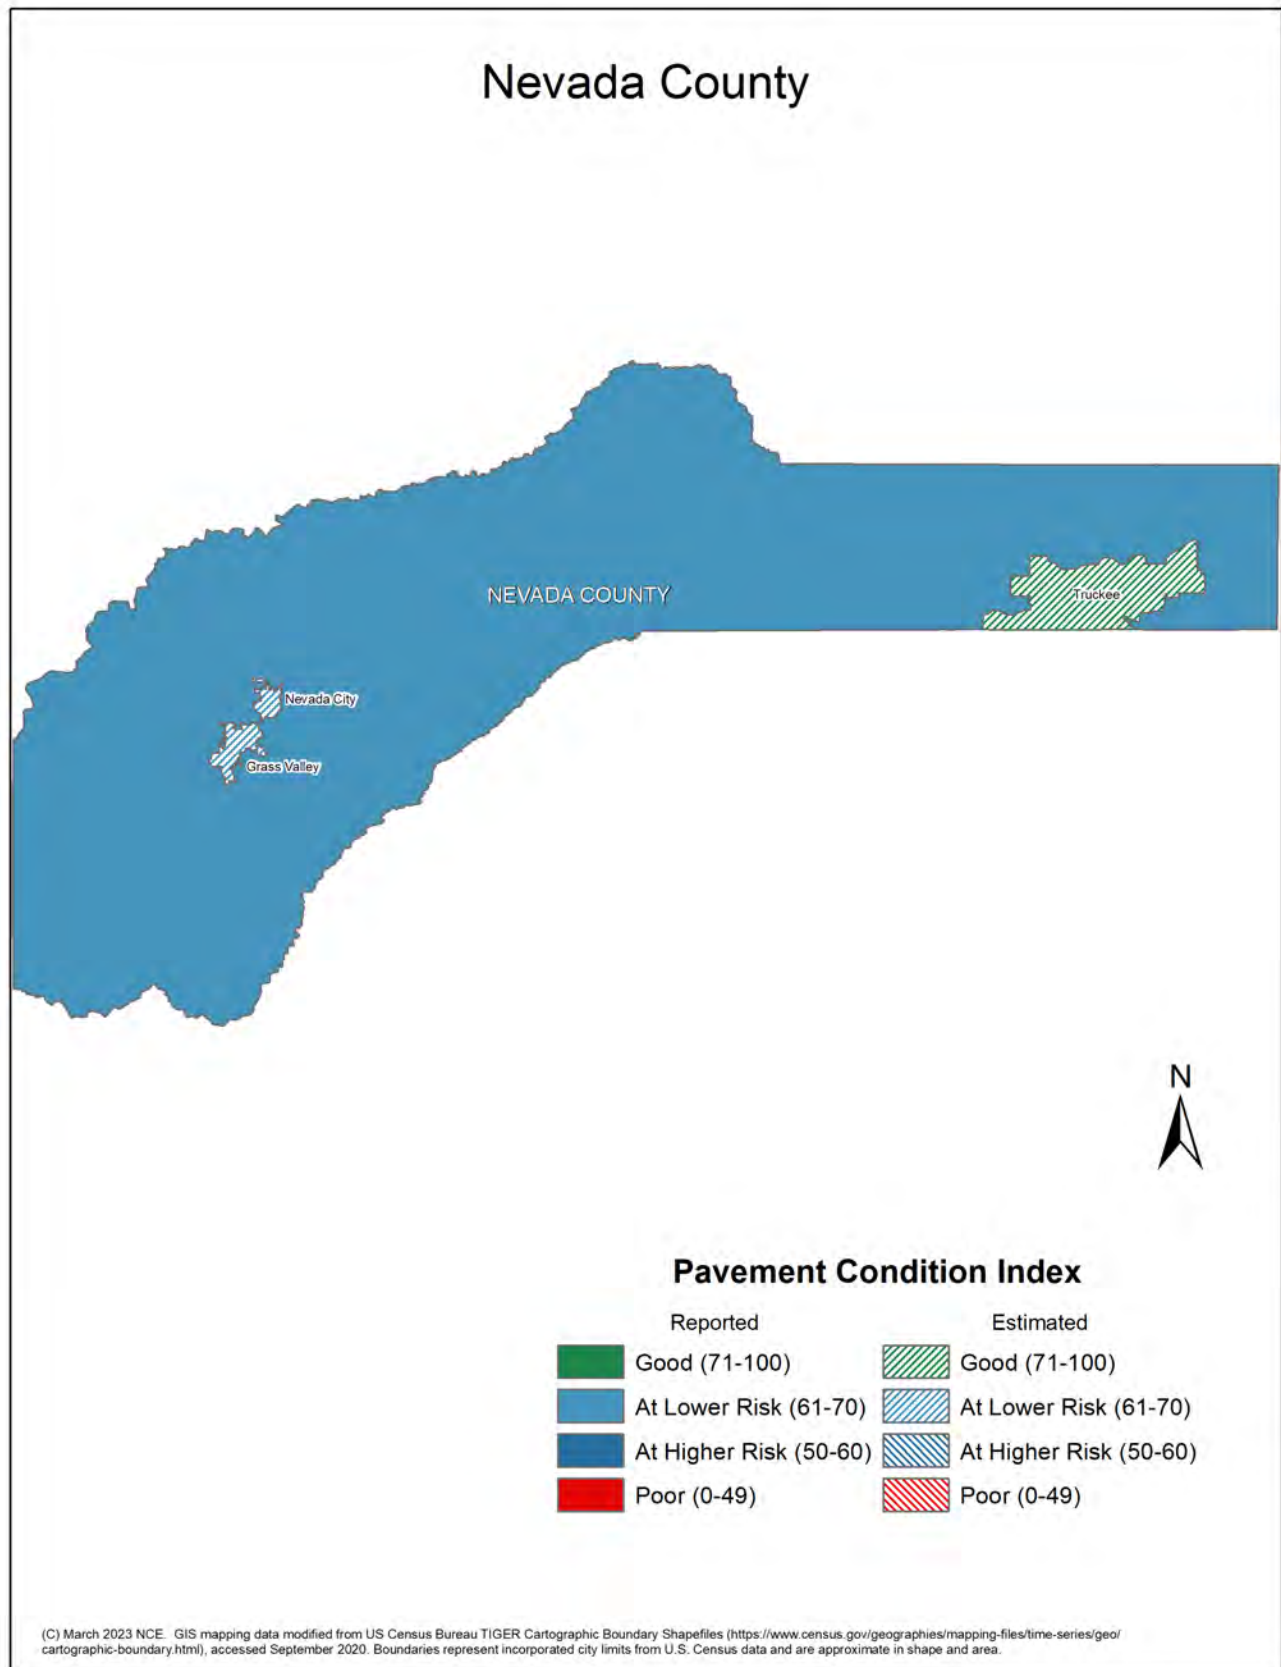 Nevada County
NEVADA COUNTY
Truckee
Nevada City
Grass Valley
N
Pavement Condition Index
Reported
Estimated
Good (71-100)
Good (71-100)
At Lower Risk (61-70)
At Lower Risk (61-70)
At Higher Risk (50-60)
At Higher Risk (50-60)
Poor (0-49)
Poor (0-49)
(C) March 2023 NCE. GIS mapping data modified from US Census Bureau TIGER Cartographic Boundary Shapefiles (https://www.census.gov/geographies/mapping-files/time-series/geo/
cartographic-boundary.html), accessed September 2020. Boundaries represent incorporated city limits from U.S. Census data and are approximate in shape and area.